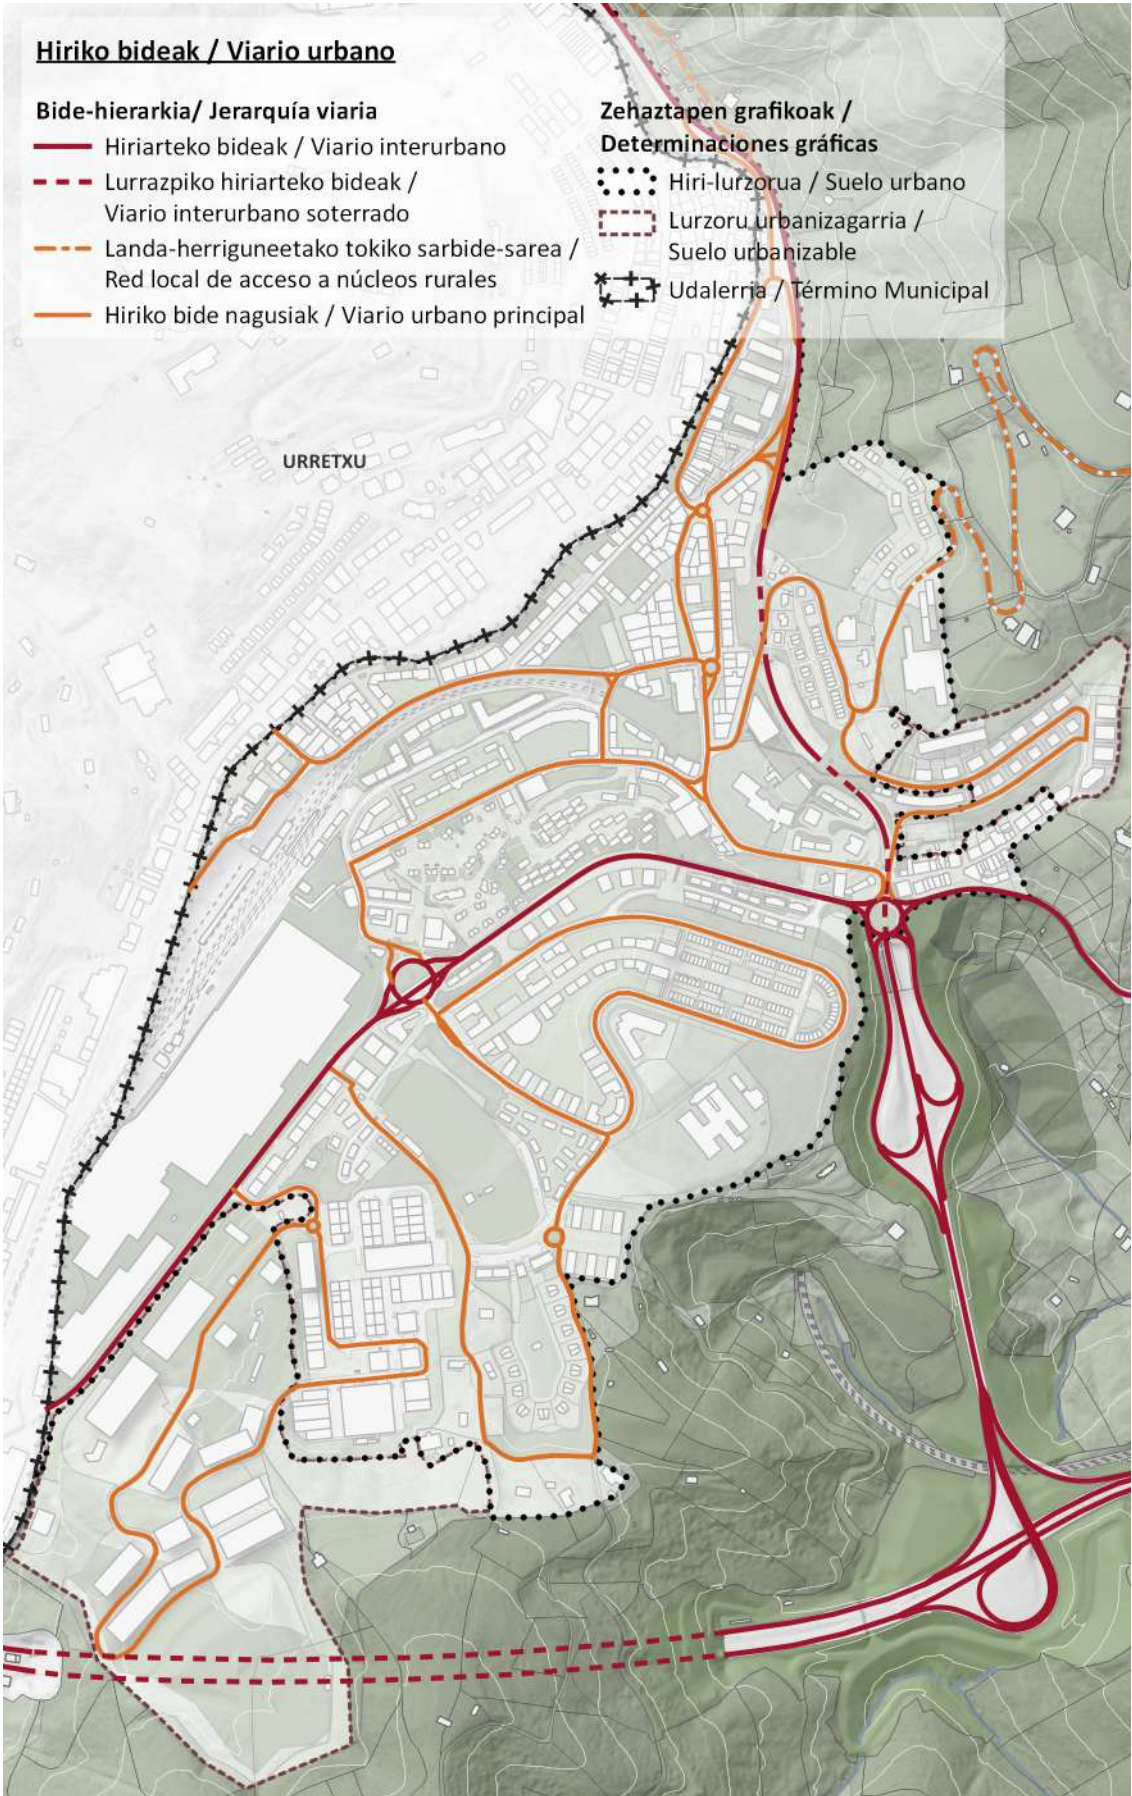 Hiriko bideak / Viario urbano
Bide-hierarkia/ Jerarquía viaria
Hiriarteko bideak / Viario interurbano
Lurrazpiko hiriarteko bideak /
Viario interurbano soterrado
Landa-herriguneetako tokiko sarbide-sarea /
Red local de acceso a núcleos rurales
Hiriko bide nagusiak / Viario urbano principal
Zehaztapen grafikoak /
Determinaciones gráficas
Hiri-lurzorua / Suelo urbano
Lurzoru urbanizagarria /
Suelo urbanizable
Udalerria / Término Municipal
URRETXU